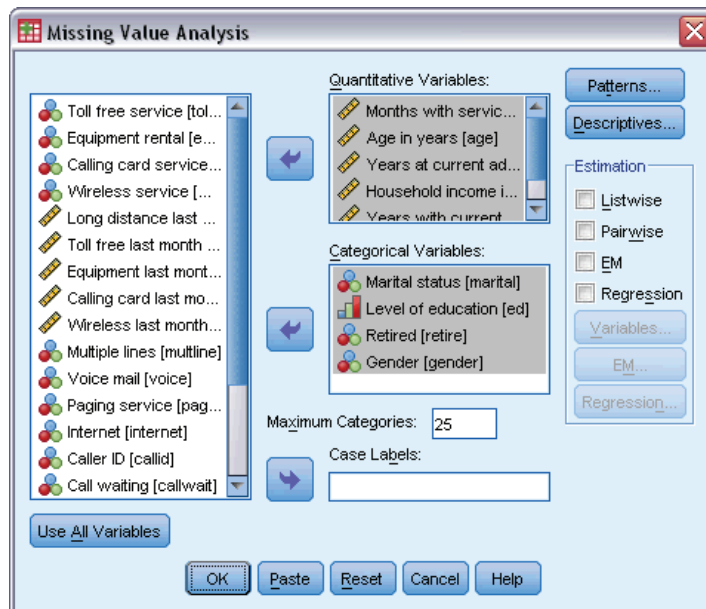 Missing Value Analysis
Toll free service [tol...
Equipment rental [e...
Calling card service...
Wireless service [...
Long distance last ...
Toll free last month ...
Equipment last mont...
Calling card last mo...
Wireless last month...
Multiple lines [multline]
Voice mail [voice]
Paging service [pag...
Internet [internet]
Caller ID [callid]
Call waiting [callwait]
Use All Variables
Quantitative Variables:
Months with servic...
Age in years [age]
Years at current ad...
Household income i...
Years with current
Categorical Variables:
Marital status [marital]
Level of education [ed]
Retired [retire]
Gender [gender]
Maximum Categories: 25
Case Labels:
Patterns...
Descriptives...
Estimation
Listwise
Pairwise
EM
Regression
Variables...
EM...
Regression...
OK Paste Reset Cancel Help